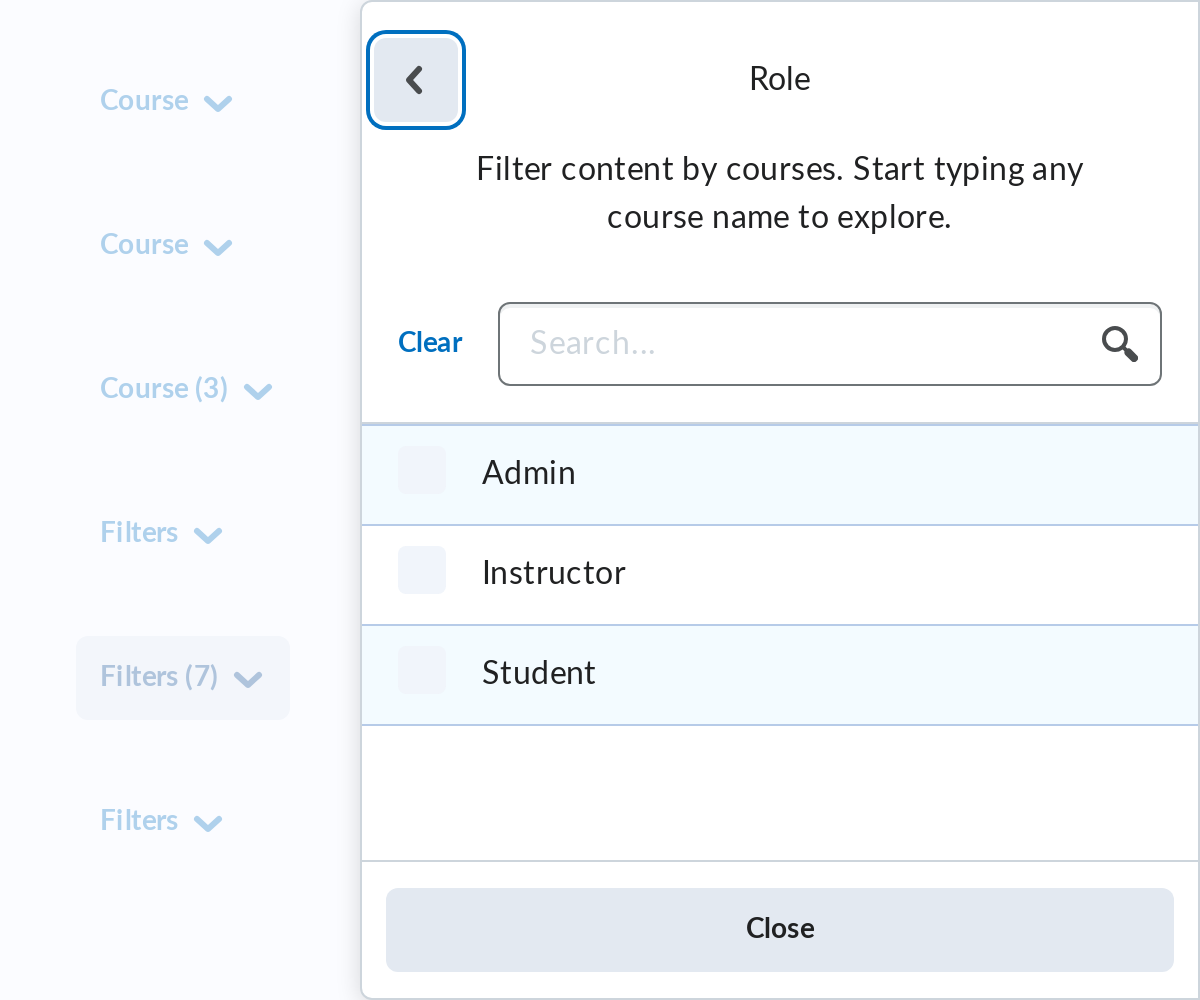 Course
Course
Course (3)
Filters
Filters (7)
Filters
Role
Filter content by courses. Start typing any
course name to explore.
Clear
Search...
Admin
Instructor
Student
Close